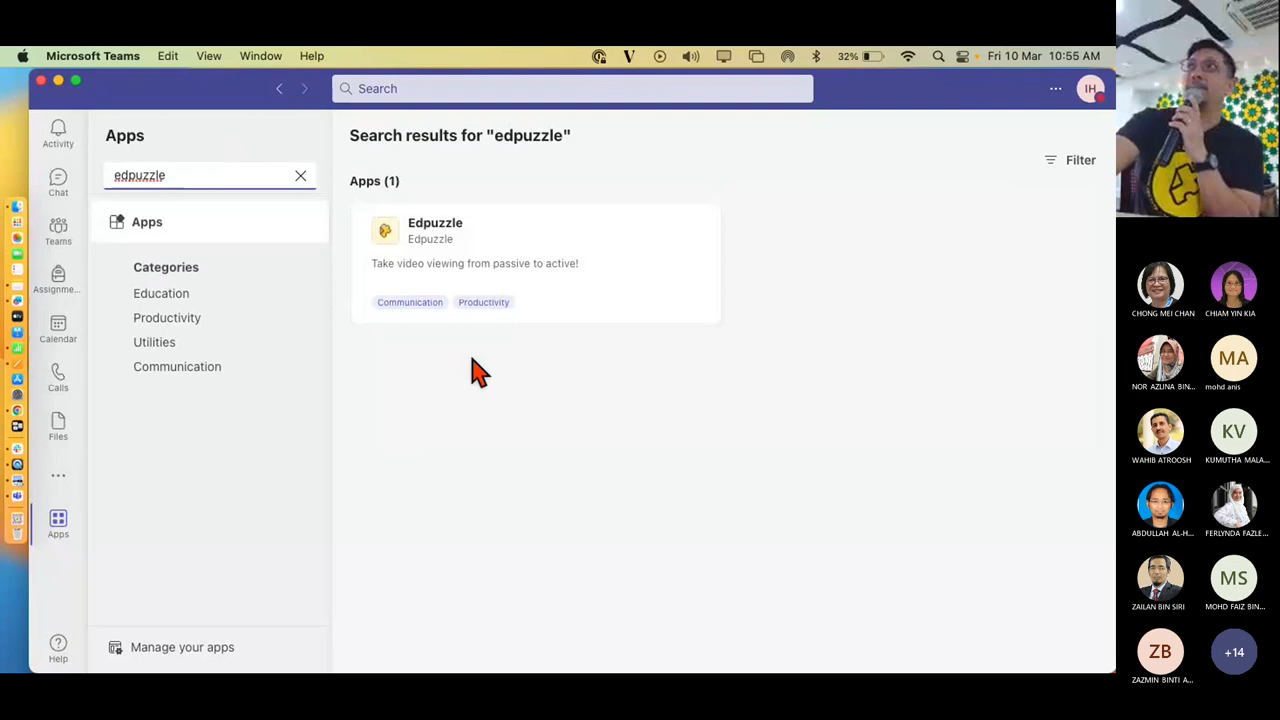 Microsoft Teams Edit View Window Help
32% Fri 10 Mar 10:55 AM
Search
IH
Activity
Chat
Teams
Assignme...
Calendar
Calls
Files
Apps
Help
Apps
edpuzzle
Apps
Categories
Education
Productivity
Utilities
Communication
Manage your apps
Search results for "edpuzzle"
Filter
Apps (1)
Edpuzzle
Edpuzzle
Take video viewing from passive to active!
Communication Productivity
CHONG MEI CHAN CHIAM YIN KIA
MA
NOR AZLINA BIN... mohd anis
KV
WAHIB ATROOSH KUMUTHA MALA...
ABDULLAH AL-H... FERLYNDA FAZLE...
MS
ZAILAN BIN SIRI MOHD FAIZ BIN...
ZB +14
ZAZMIN BINTI A...